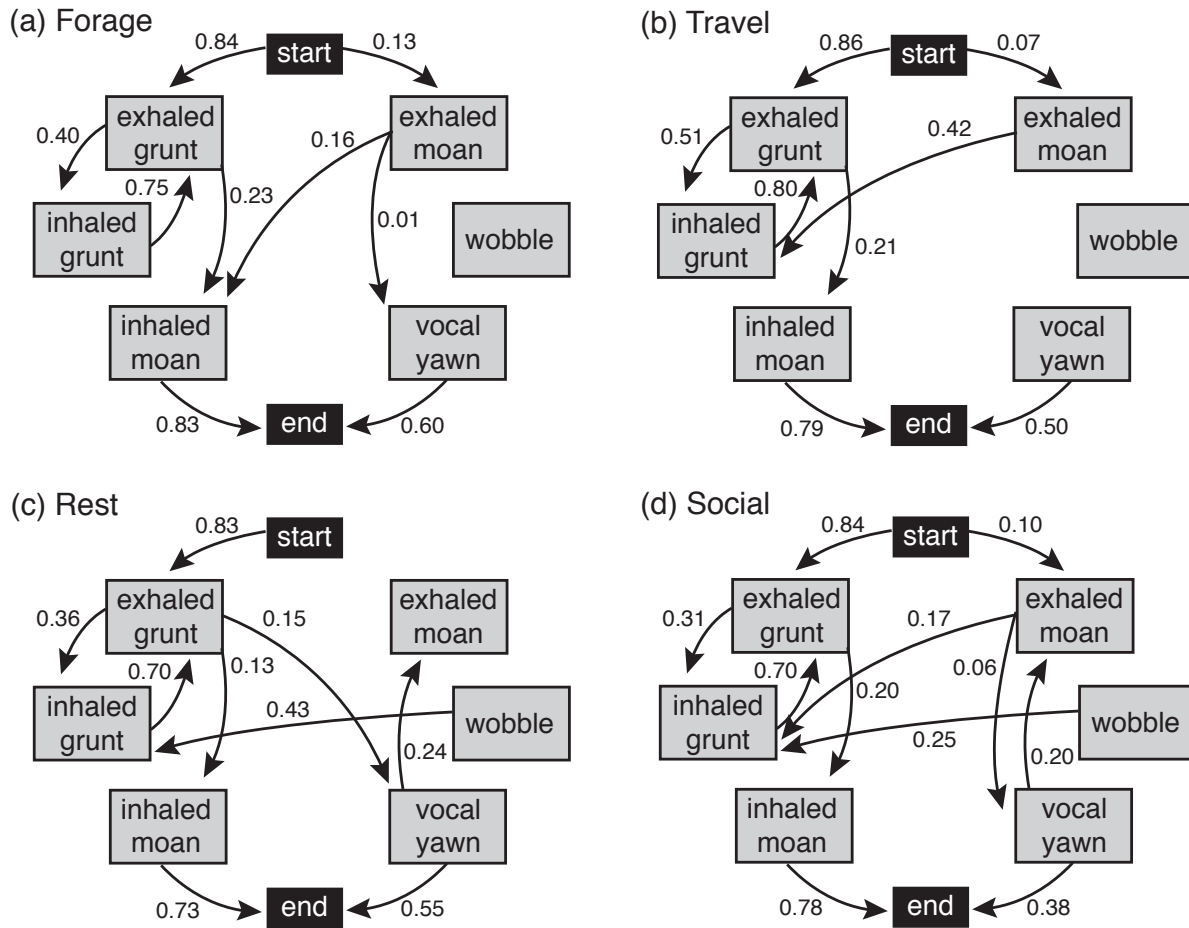 (a) Forage
0.84
start
0.13
exhaled
grunt
exhaled
moan
0.40
0.16
0.75
0.23
inhaled
grunt
0.01
wobble
inhaled
moan
vocal
yawn
0.83
end
0.60
(b) Travel
0.86
start
0.07
exhaled
grunt
exhaled
moan
0.51
0.42
0.80
inhaled
grunt
0.21
wobble
inhaled
moan
vocal
yawn
0.79
end
0.50
(c) Rest
0.83
start
exhaled
grunt
exhaled
moan
0.36
0.15
0.70
0.13
inhaled
grunt
0.43
wobble
0.24
inhaled
moan
vocal
yawn
0.73
end
0.55
(d) Social
0.84
start
0.10
exhaled
grunt
exhaled
moan
0.31
0.17
0.70
0.06
inhaled
grunt
0.20
wobble
0.25
0.20
inhaled
moan
vocal
yawn
0.78
end
0.38